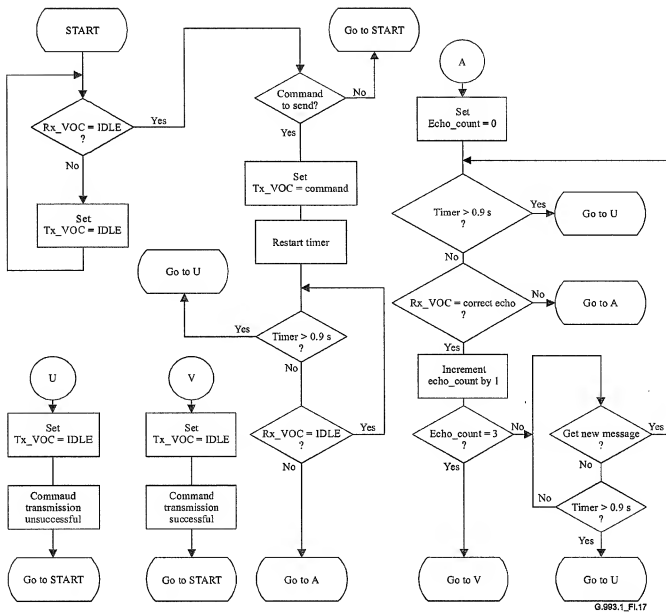 START
Rx_VOC = IDLE
?
Yes
No
Set
Tx_VOC = IDLE
Go to START
Command
to send?
No
Yes
Set
Tx_VOC = command
Restart timer
Go to U
Timer > 0.9 s
?
Yes
No
Rx_VOC = IDLE
?
Yes
No
Go to A
U
Set
Tx_VOC = IDLE
Commaud
transmission
unsuccessful
Go to START
V
Set
Tx_VOC = IDLE
Command
transmission
successful
Go to START
A
Set
Echo_count = 0
Timer > 0.9 s
?
Yes
Go to U
No
Rx_VOC = correct echo
?
No
Go to A
Yes
Increment
echo_count by 1
Echo_count = 3
?
No
Yes
Go to V
Get new message
?
Yes
No
Timer > 0.9 s
?
No
Yes
Go to U
G.993.1_FI.17